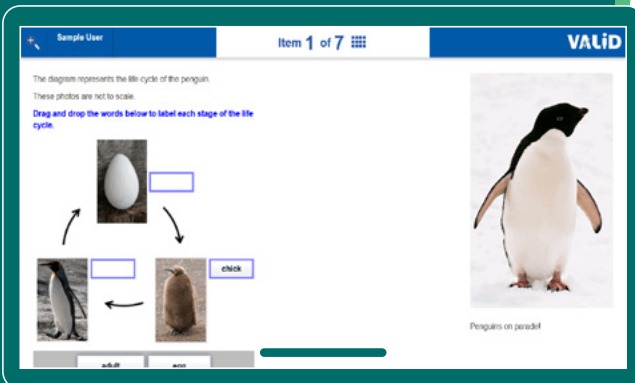 Sample User
Item 1 of 7
VALiD
The diagram represents the life cycle of the penguin.
These photos are not to scale.
Drag and drop the words below to label each stage of the life
cycle.
chick
adult
egg
Penguins on parade!